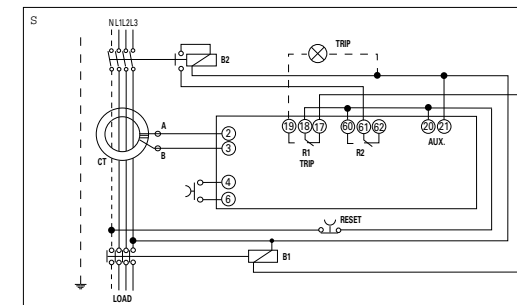 S
N L1 L2 L3
TRIP
B2
A
2
19 18 17 60 61 62 20 21
3
B
R1
R2
AUX.
CT
TRIP
4
6
RESET
B1
LOAD